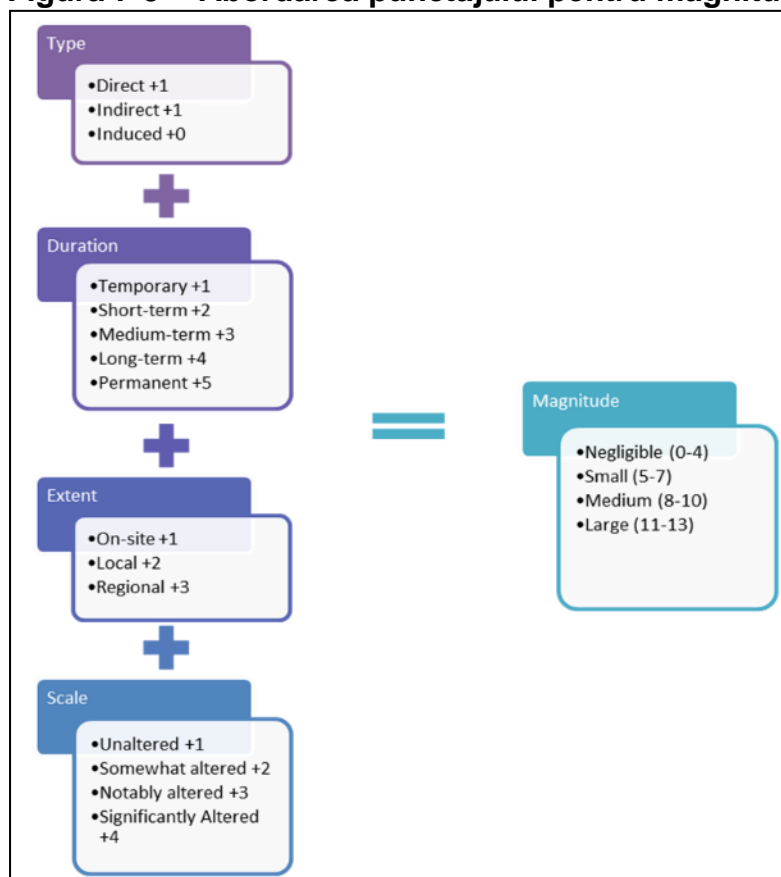 Type
•Direct +1
•Indirect +1
•Induced +0
Duration
•Temporary +1
•Short-term +2
•Medium-term +3
•Long-term +4
•Permanent +5
Extent
•On-site +1
•Local +2
•Regional +3
Scale
•Unaltered +1
•Somewhat altered +2
•Notably altered +3
•Significantly Altered
+4
Magnitude
•Negligible (0-4)
•Small (5-7)
•Medium (8-10)
•Large (11-13)